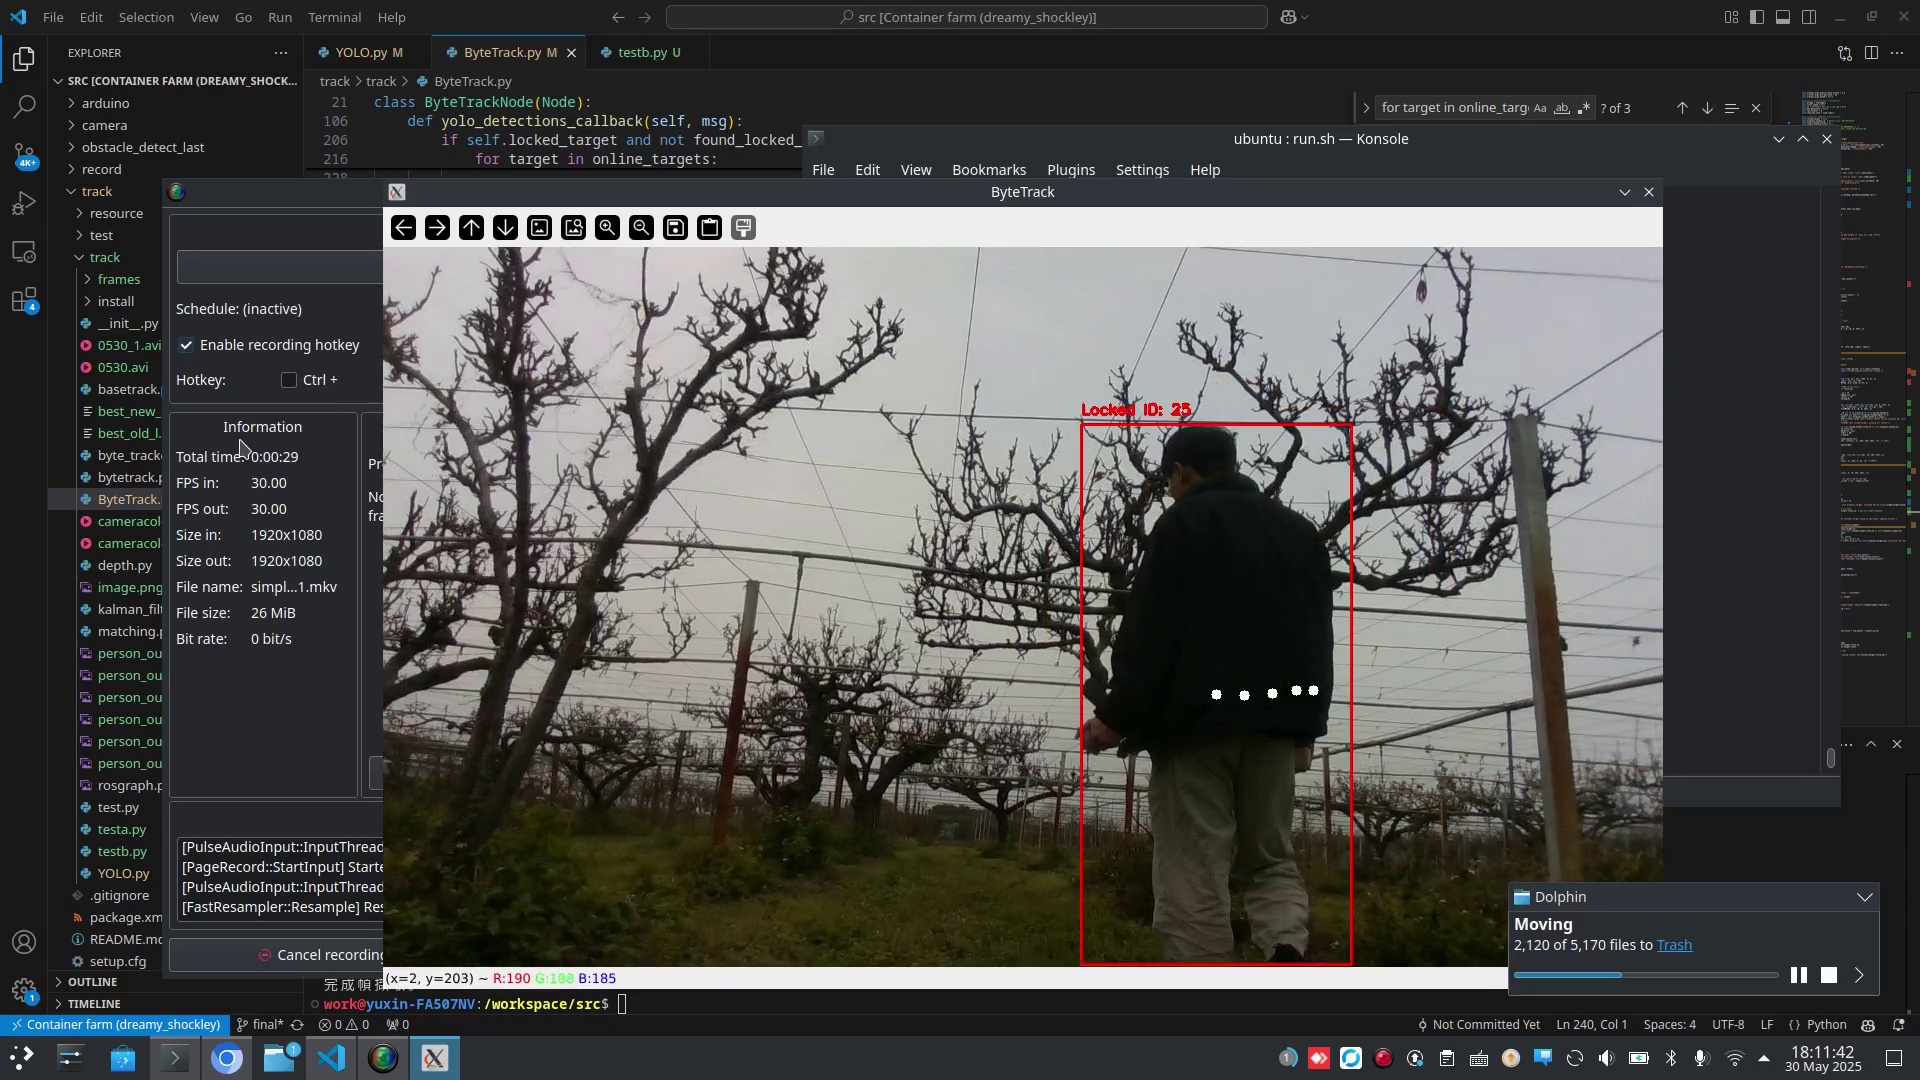 File Edit Selection View Go Run Terminal Help
src [Container farm (dreamy_shockley)]
EXPLORER
SRC [CONTAINER FARM (DREAMY_SHOCK...
arduino
camera
obstacle_detect_last
record
track
resource
test
track
frames
install
__init__.py
0530_1.avi
0530.avi
basetrack.
best_new_
best_old_l.
byte_track
bytetrack.p
ByteTrack.
cameracol
cameracol
depth.py
image.png
kalman_filt
matching.p
person_ou
person_ou
person_ou
person_ou
person_ou
person_ou
rosgraph.p
test.py
testa.py
testb.py
YOLO.py
.gitignore
package.xm
README.md
setup.cfg
OUTLINE
TIMELINE
4K+
4
1
YOLO.py M
ByteTrack.py M
testb.py U
track > track > ByteTrack.py
21 class ByteTrackNode(Node):
106 def yolo_detections_callback(self, msg):
206 if self.locked_target and not found_locked_
216 for target in online_targets:
for target in online_targ
Aa ab .*
? of 3
ubuntu : run.sh — Konsole
File Edit View Bookmarks Plugins Settings Help
Schedule: (inactive)
Enable recording hotkey
Hotkey: Ctrl +
Information
Total time: 0:00:29
FPS in: 30.00
FPS out: 30.00
Size in: 1920x1080
Size out: 1920x1080
File name: simpl...1.mkv
File size: 26 MiB
Bit rate: 0 bit/s
[PulseAudioInput::InputThread
[PageRecord::StartInput] Starte
[PulseAudioInput::InputThread
[FastResampler::Resample] Res
Cancel recording
ByteTrack
Locked ID: 25
(x=2, y=203) ~ R:190 G:188 B:185
work@yuxin-FA507NV:/workspace/src$
Dolphin
Moving
2,120 of 5,170 files to Trash
Container farm (dreamy_shockley)
final*
0 0
0
Not Committed Yet
Ln 240, Col 1
Spaces: 4
UTF-8
LF
{ } Python
1
1
18:11:42
30 May 2025